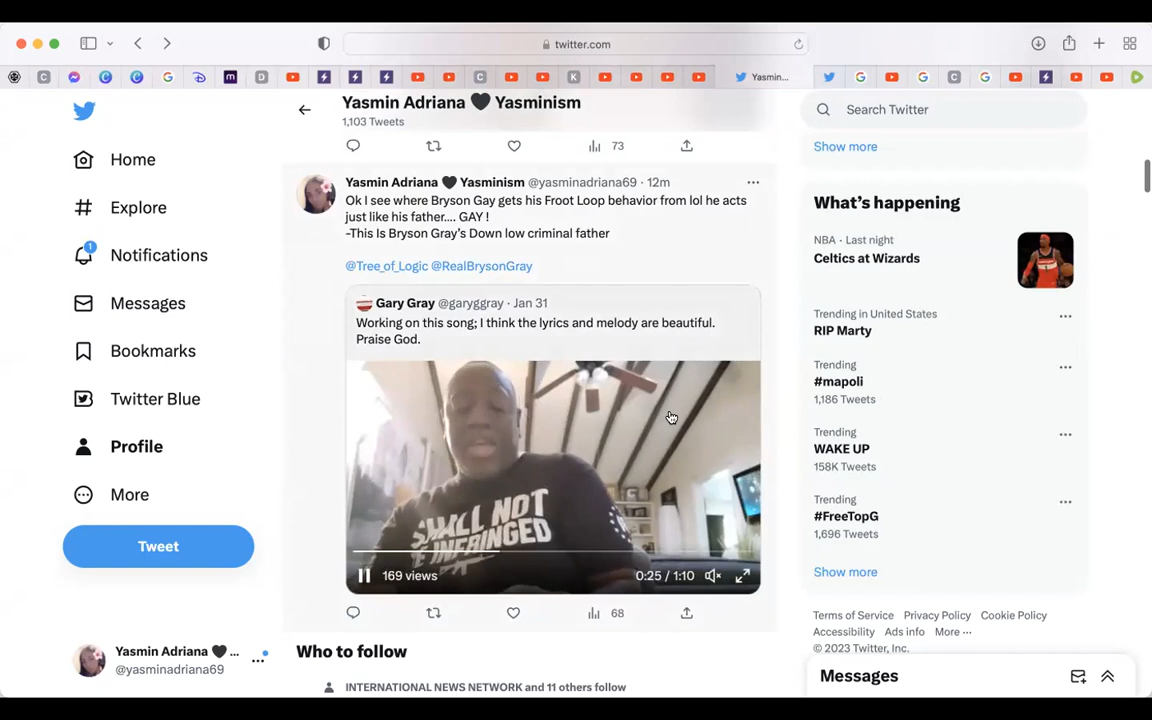 twitter.com
Yasmin...
Yasmin Adriana 🖤 Yasminism
1,103 Tweets
73
Home
Explore
1
Notifications
Messages
Bookmarks
Twitter Blue
Profile
More
Tweet
Yasmin Adriana 🖤 ...
@yasminadriana69
Yasmin Adriana 🖤 Yasminism @yasminadriana69 · 12m
Ok I see where Bryson Gay gets his Froot Loop behavior from lol he acts
just like his father.... GAY !
-This Is Bryson Gray's Down low criminal father
@Tree_of_Logic @RealBrysonGray
Gary Gray @garyggray · Jan 31
Working on this song; I think the lyrics and melody are beautiful.
Praise God.
SHALL NOT
BE INFRINGED
169 views
0:25 / 1:10
68
Who to follow
INTERNATIONAL NEWS NETWORK and 11 others follow
Search Twitter
Show more
What's happening
NBA · Last night
Celtics at Wizards
Trending in United States
RIP Marty
Trending
#mapoli
1,186 Tweets
Trending
WAKE UP
158K Tweets
Trending
#FreeTopG
1,696 Tweets
Show more
Terms of Service Privacy Policy Cookie Policy
Accessibility Ads info More ···
© 2023 Twitter, Inc.
Messages